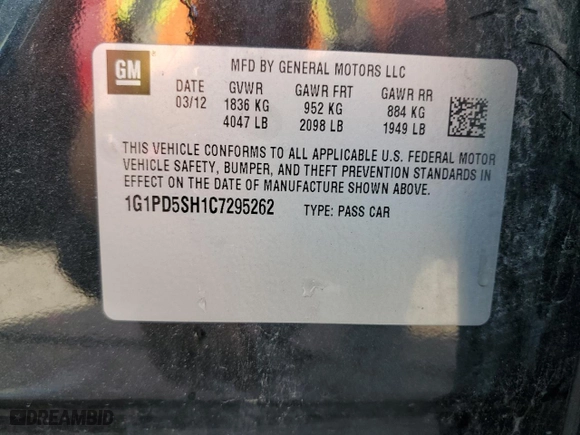 GM
MFD BY GENERAL MOTORS LLC
DATE GVWR GAWR FRT GAWR RR
03/12 1836 KG 952 KG 884 KG
4047 LB 2098 LB 1949 LB
THIS VEHICLE CONFORMS TO ALL APPLICABLE U.S. FEDERAL MOTOR
VEHICLE SAFETY, BUMPER, AND THEFT PREVENTION STANDARDS IN
EFFECT ON THE DATE OF MANUFACTURE SHOWN ABOVE.
1G1PD5SH1C7295262 TYPE: PASS CAR
DREAMBID